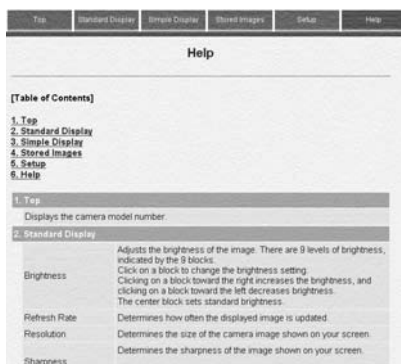 Top Standard Display Simple Display Stored Images Setup Help
Help
[Table of Contents]
1. Top
2. Standard Display
3. Simple Display
4. Stored Images
5. Setup
6. Help
1. Top
Displays the camera model number.
2. Standard Display
Brightness
Adjusts the brightness of the image. There are 9 levels of brightness,
indicated by the 9 blocks.
Click on a block to change the brightness setting.
Clicking on a block toward the right increases the brightness, and
clicking on a block toward the left decreases brightness.
The center block sets standard brightness.
Refresh Rate Determines how often the displayed image is updated.
Resolution Determines the size of the camera image shown on your screen.
Sharpness Determines the sharpness of the image shown on your screen.